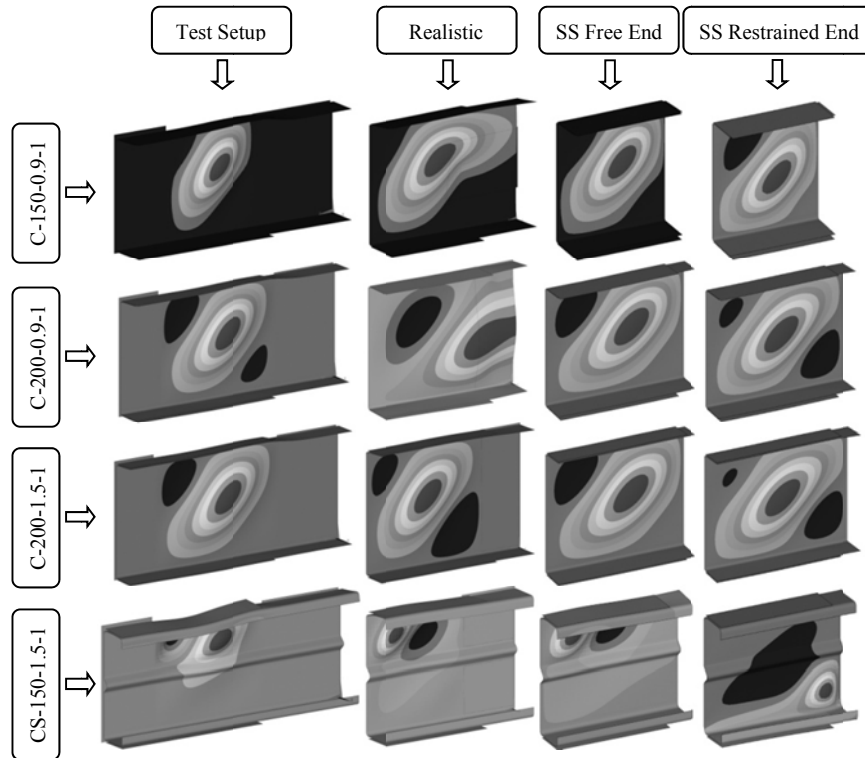 Test Setup
Realistic
SS Free End
SS Restrained End
C-150-0.9-1
C-200-0.9-1
C-200-1.5-1
CS-150-1.5-1